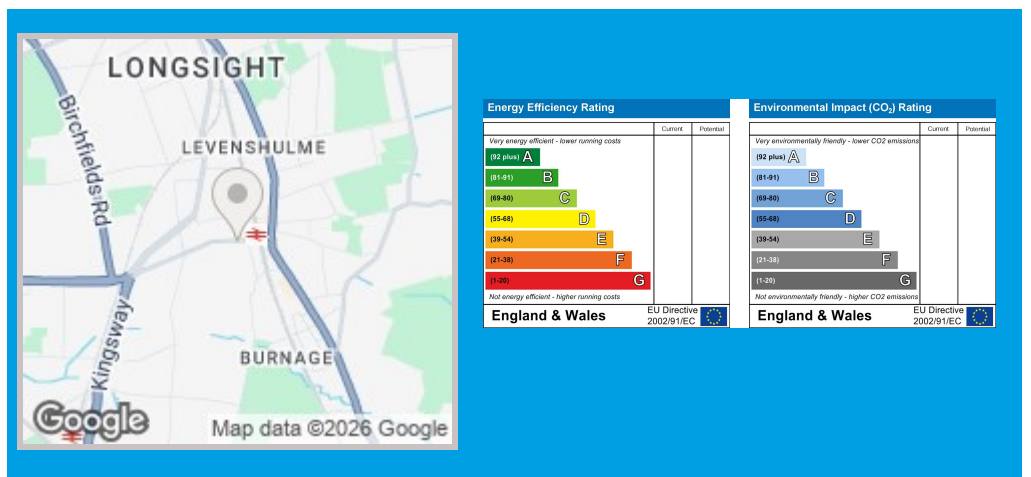 LONGSIGHT
Birchfields Rd
LEVENSHULME
Kingsway
BURNAGE
Google
Map data ©2026 Google
Energy Efficiency Rating
Current Potential
Very energy efficient - lower running costs
(92 plus) A
(81-91) B
(69-80) C
(55-68) D
(39-54) E
(21-38) F
(1-20) G
Not energy efficient - higher running costs
England & Wales
EU Directive
2002/91/EC
Environmental Impact (CO₂) Rating
Current Potential
Very environmentally friendly - lower CO2 emissions
(92 plus) A
(81-91) B
(69-80) C
(55-68) D
(39-54) E
(21-38) F
(1-20) G
Not environmentally friendly - higher CO2 emissions
England & Wales
EU Directive
2002/91/EC